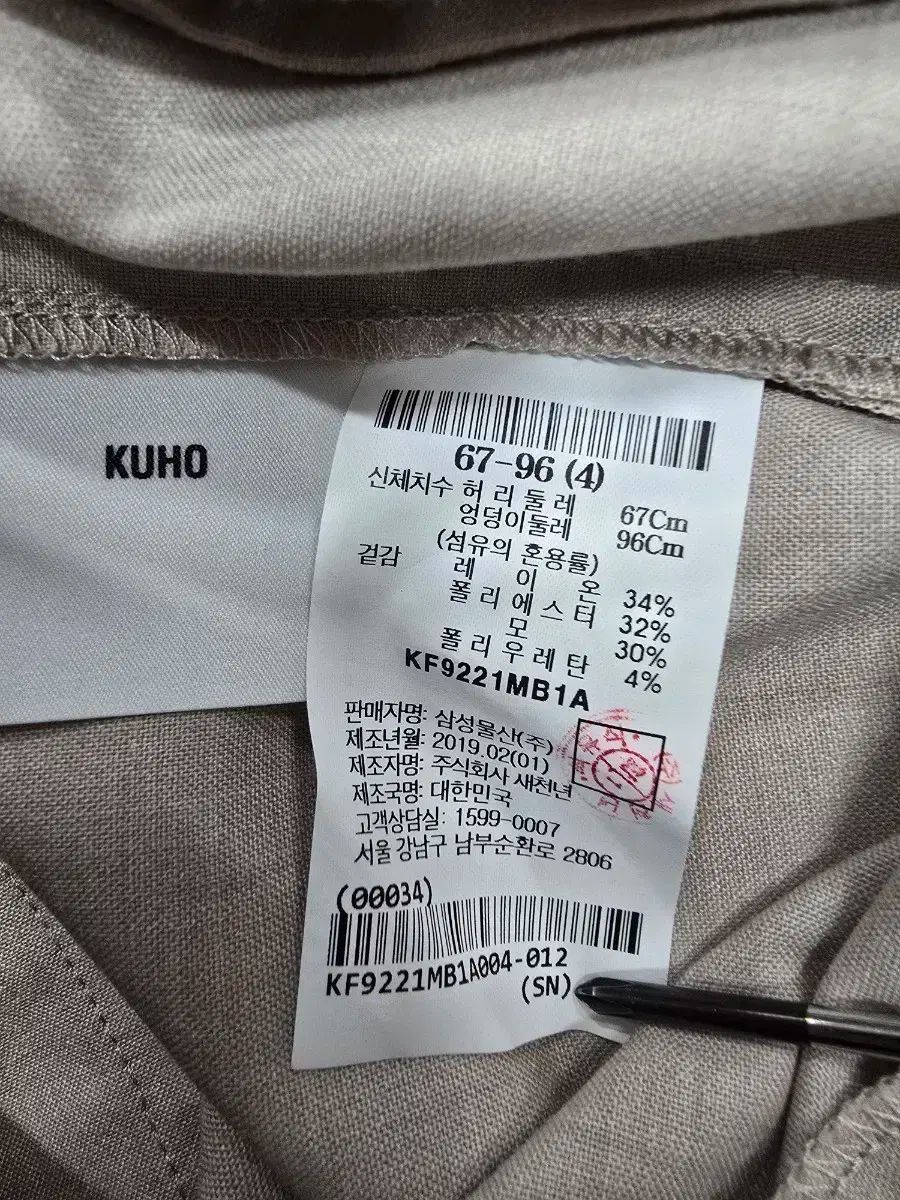 KUHO
67-96 (4)
신체치수 허 리 둘 레 67Cm
엉덩이둘레 96Cm
(섬유의 혼용률)
겉감 레 이 온 34%
폴 리 에 스 터 32%
모 30%
폴 리 우 레 탄 4%
KF9221MB1A
판매자명: 삼성물산(주)
제조년월: 2019.02(01)
제조자명: 주식회사 새천년
제조국명: 대한민국
고객상담실: 1599-0007
서울 강남구 남부순환로 2806
(00034)
KF9221MB1A004-012
(SN)